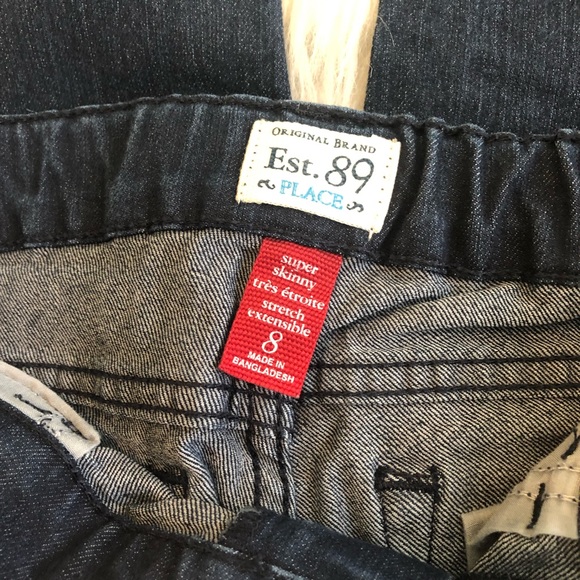 ORIGINAL BRAND
Est. 89
PLACE
super
skinny
très étroite
stretch
extensible
8
MADE IN
BANGLADESH